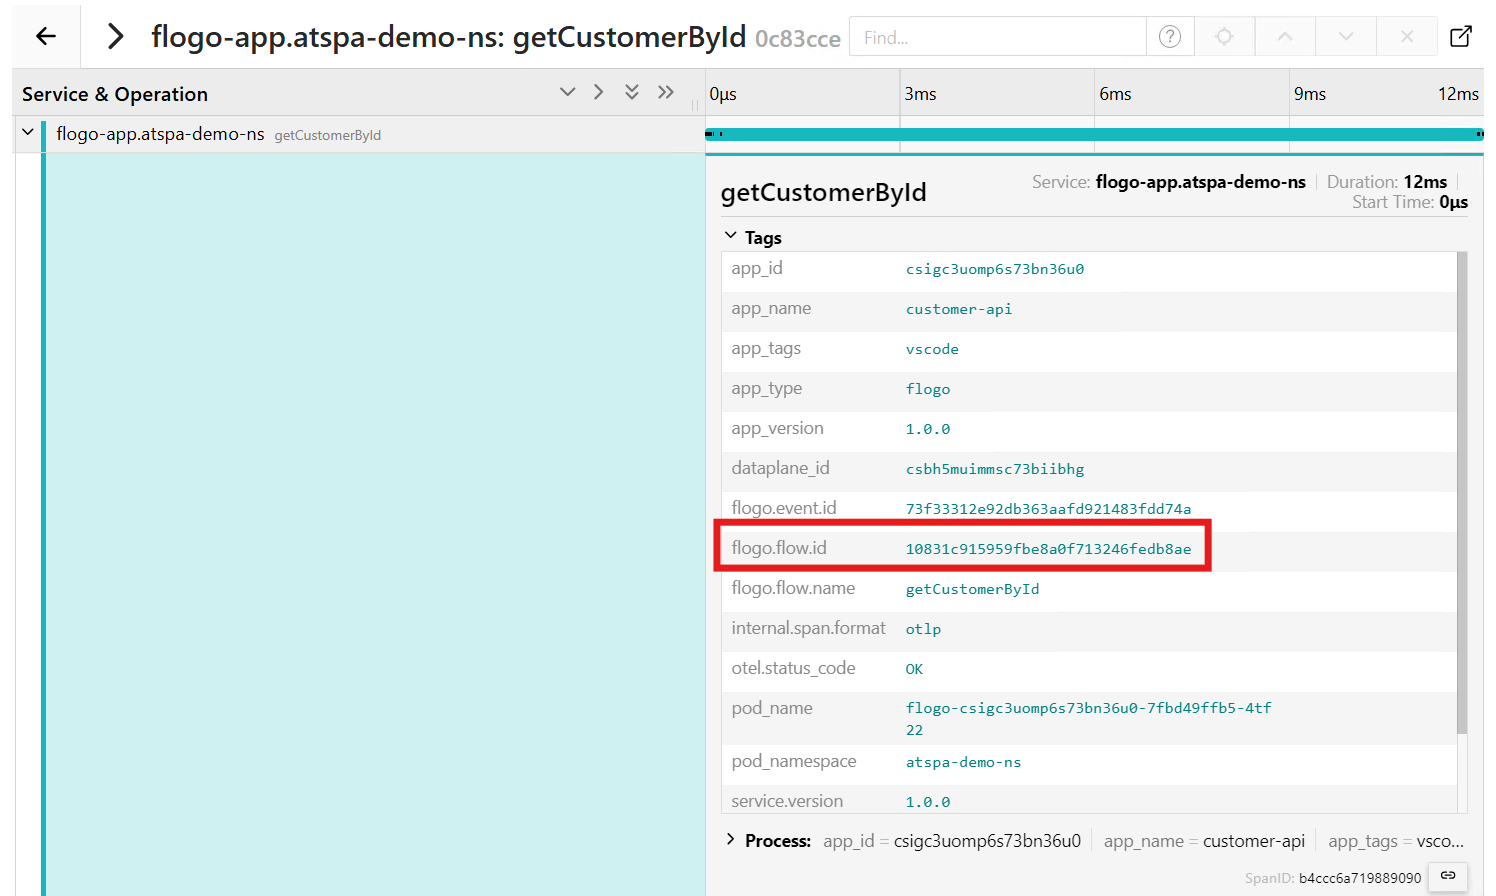 flogo-app.atspa-demo-ns: getCustomerById 0c83cce Find... ?
Service & Operation 0µs 3ms 6ms 9ms 12ms
flogo-app.atspa-demo-ns getCustomerById
getCustomerById Service: flogo-app.atspa-demo-ns Duration: 12ms
Start Time: 0µs
Tags
app_id csigc3uomp6s73bn36u0
app_name customer-api
app_tags vscode
app_type flogo
app_version 1.0.0
dataplane_id csbh5muimmsc73biibhg
flogo.event.id 73f33312e92db363aafd921483fdd74a
flogo.flow.id 10831c915959fbe8a0f713246fedb8ae
flogo.flow.name getCustomerById
internal.span.format otlp
otel.status_code OK
pod_name flogo-csigc3uomp6s73bn36u0-7fbd49ffb5-4tf
22
pod_namespace atspa-demo-ns
service.version 1.0.0
Process: app_id = csigc3uomp6s73bn36u0 app_name = customer-api app_tags = vsco...
SpanID: b4ccc6a719889090